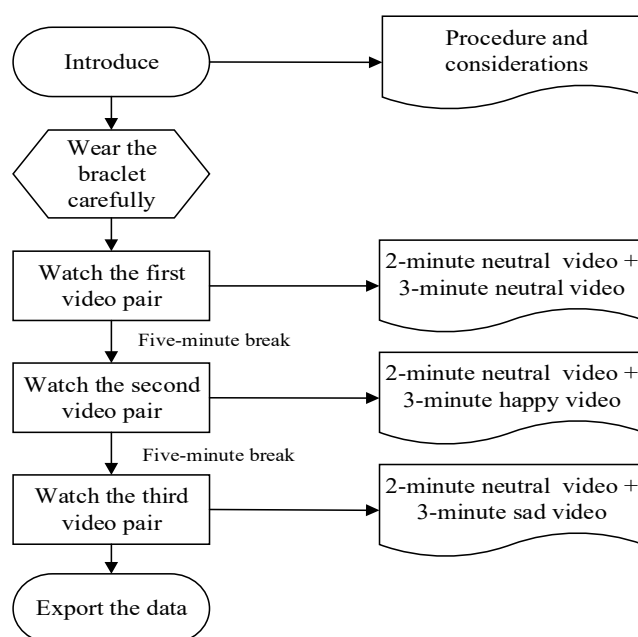 Introduce
Procedure and
considerations
Wear the
braclet
carefully
Watch the first
video pair
2-minute neutral video +
3-minute neutral video
Five-minute break
Watch the second
video pair
2-minute neutral video +
3-minute happy video
Five-minute break
Watch the third
video pair
2-minute neutral video +
3-minute sad video
Export the data